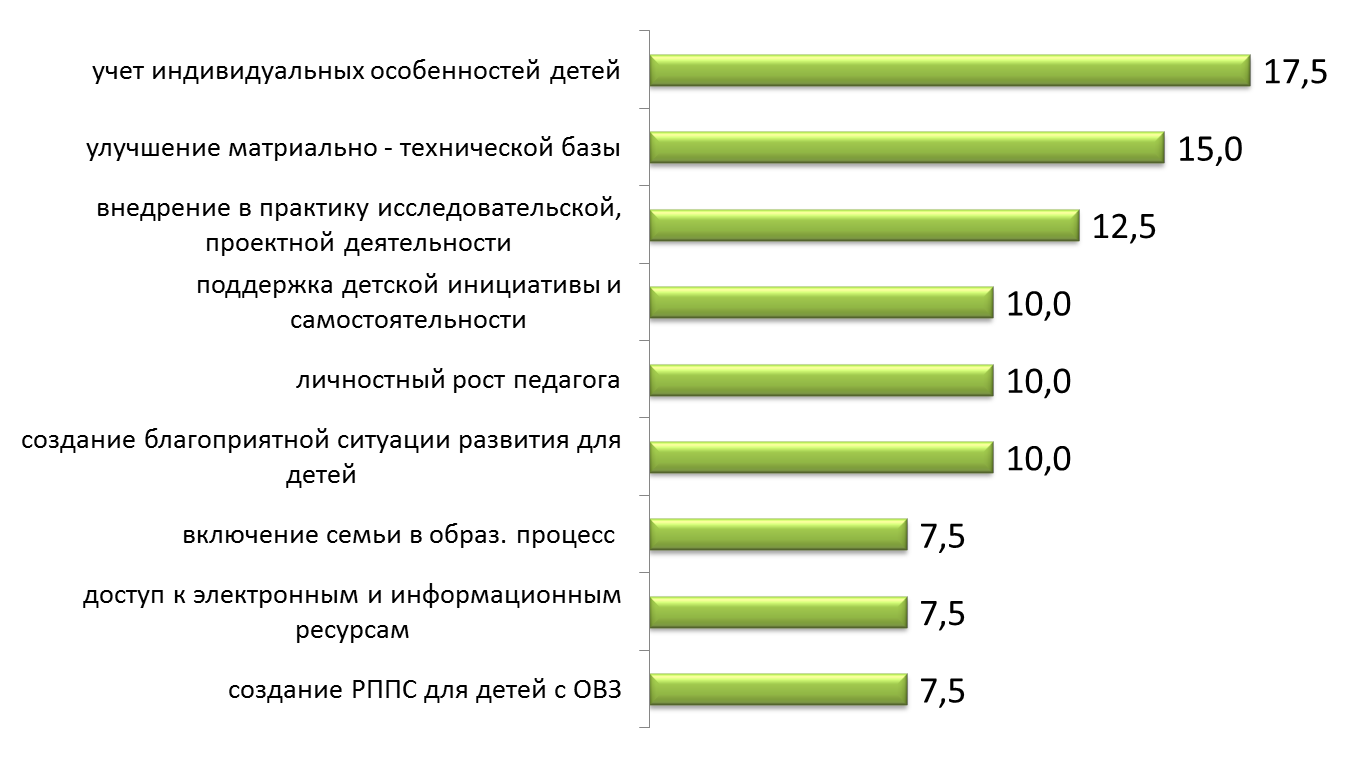 учет индивидуальных особенностей детей
17,5
улучшение матриально - технической базы
15,0
внедрение в практику исследовательской,
проектной деятельности
12,5
поддержка детской инициативы и
самостоятельности
10,0
личностный рост педагога
10,0
создание благоприятной ситуации развития для
детей
10,0
включение семьи в образ. процесс
7,5
доступ к электронным и информационным
ресурсам
7,5
создание РППС для детей с ОВЗ
7,5